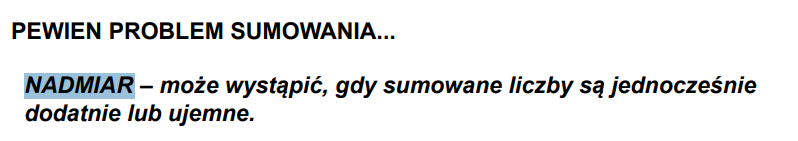 PEWIEN PROBLEM SUMOWANIA...
NADMIAR – może wystąpić, gdy sumowane liczby są jednocześnie
dodatnie lub ujemne.